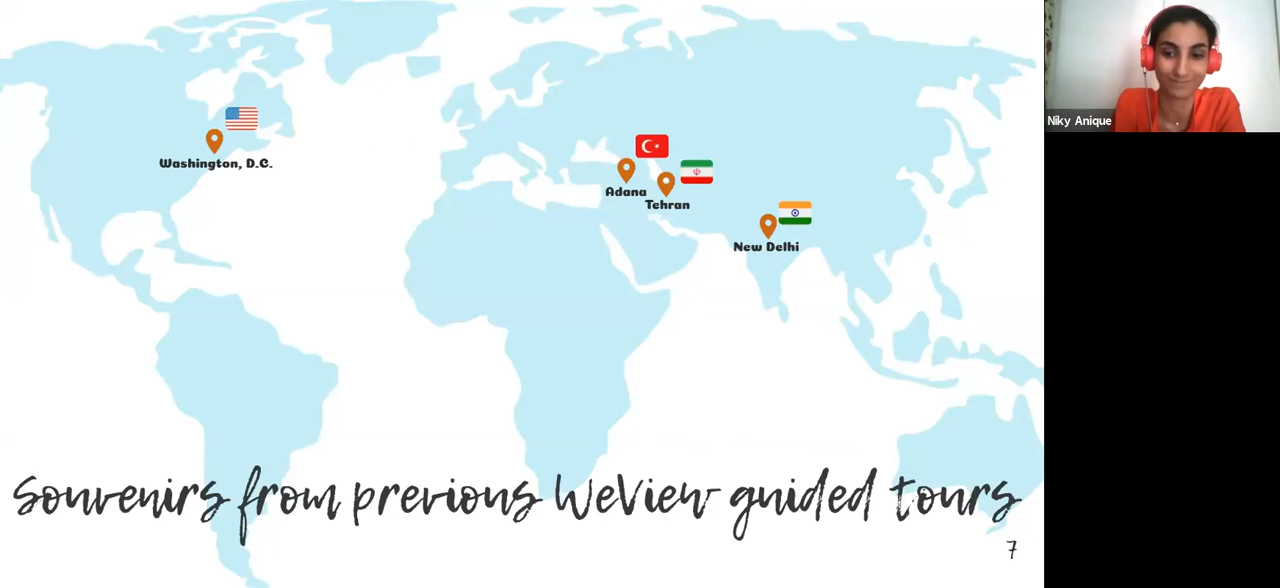 Niky Anique
Washington, D.C.
Adana
Tehran
New Delhi
Souvenirs from previous WeView guided tours
7